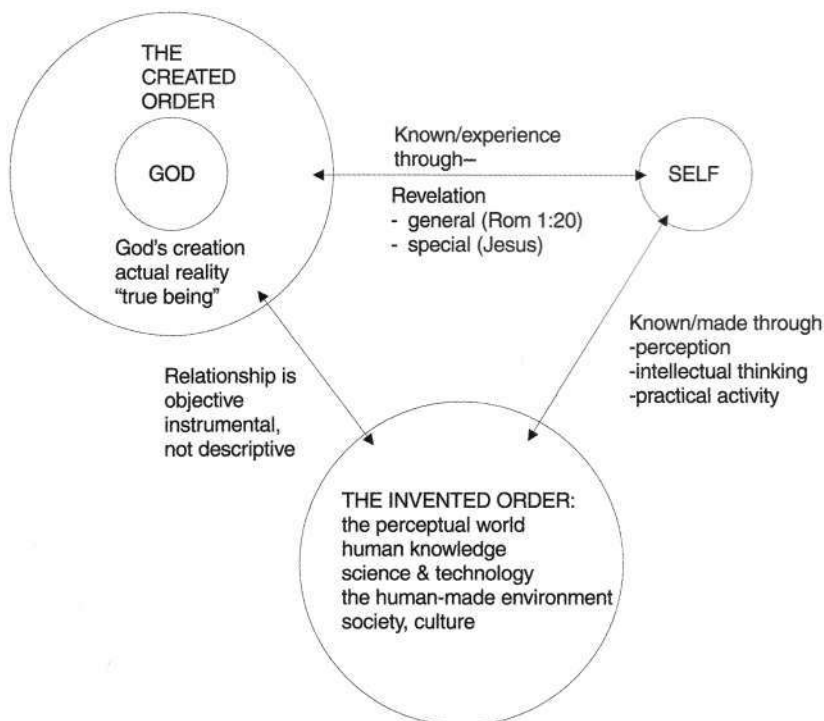 THE
CREATED
ORDER
GOD
God's creation
actual reality
“true being”
Known/experience
through–
Revelation
- general (Rom 1:20)
- special (Jesus)
SELF
Relationship is
objective
instrumental,
not descriptive
Known/made through
-perception
-intellectual thinking
-practical activity
THE INVENTED ORDER:
the perceptual world
human knowledge
science & technology
the human-made environment
society, culture